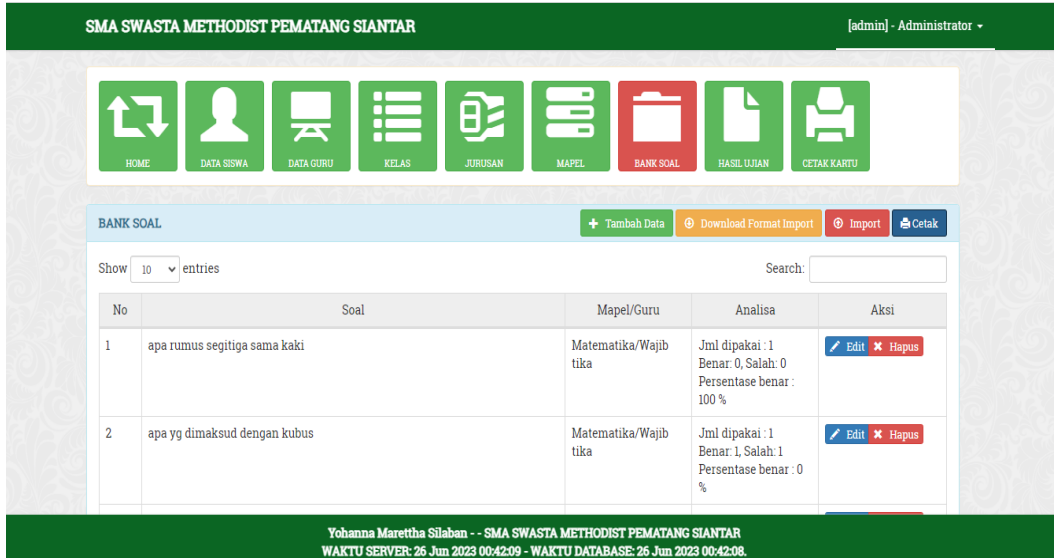 SMA SWASTA METHODIST PEMATANG SIANTAR
[admin] - Administrator
HOME
DATA SISWA
DATA GURU
KELAS
JURUSAN
MAPEL
BANK SOAL
HASIL UJIAN
CETAK KARTU
BANK SOAL
Tambah Data
Download Format Import
Import
Cetak
Show 10 entries
Search:
No Soal Mapel/Guru Analisa Aksi
1 apa rumus segitiga sama kaki
Matematika/Wajib
tika
Jml dipakai : 1
Benar: 0, Salah: 0
Persentase benar :
100 %
Edit Hapus
2 apa yg dimaksud dengan kubus
Matematika/Wajib
tika
Jml dipakai : 1
Benar: 1, Salah: 1
Persentase benar : 0
%
Edit Hapus
Yohanna Marettha Silaban - - SMA SWASTA METHODIST PEMATANG SIANTAR
WAKTU SERVER: 26 Jun 2023 00:42:09 - WAKTU DATABASE: 26 Jun 2023 00:42:08.